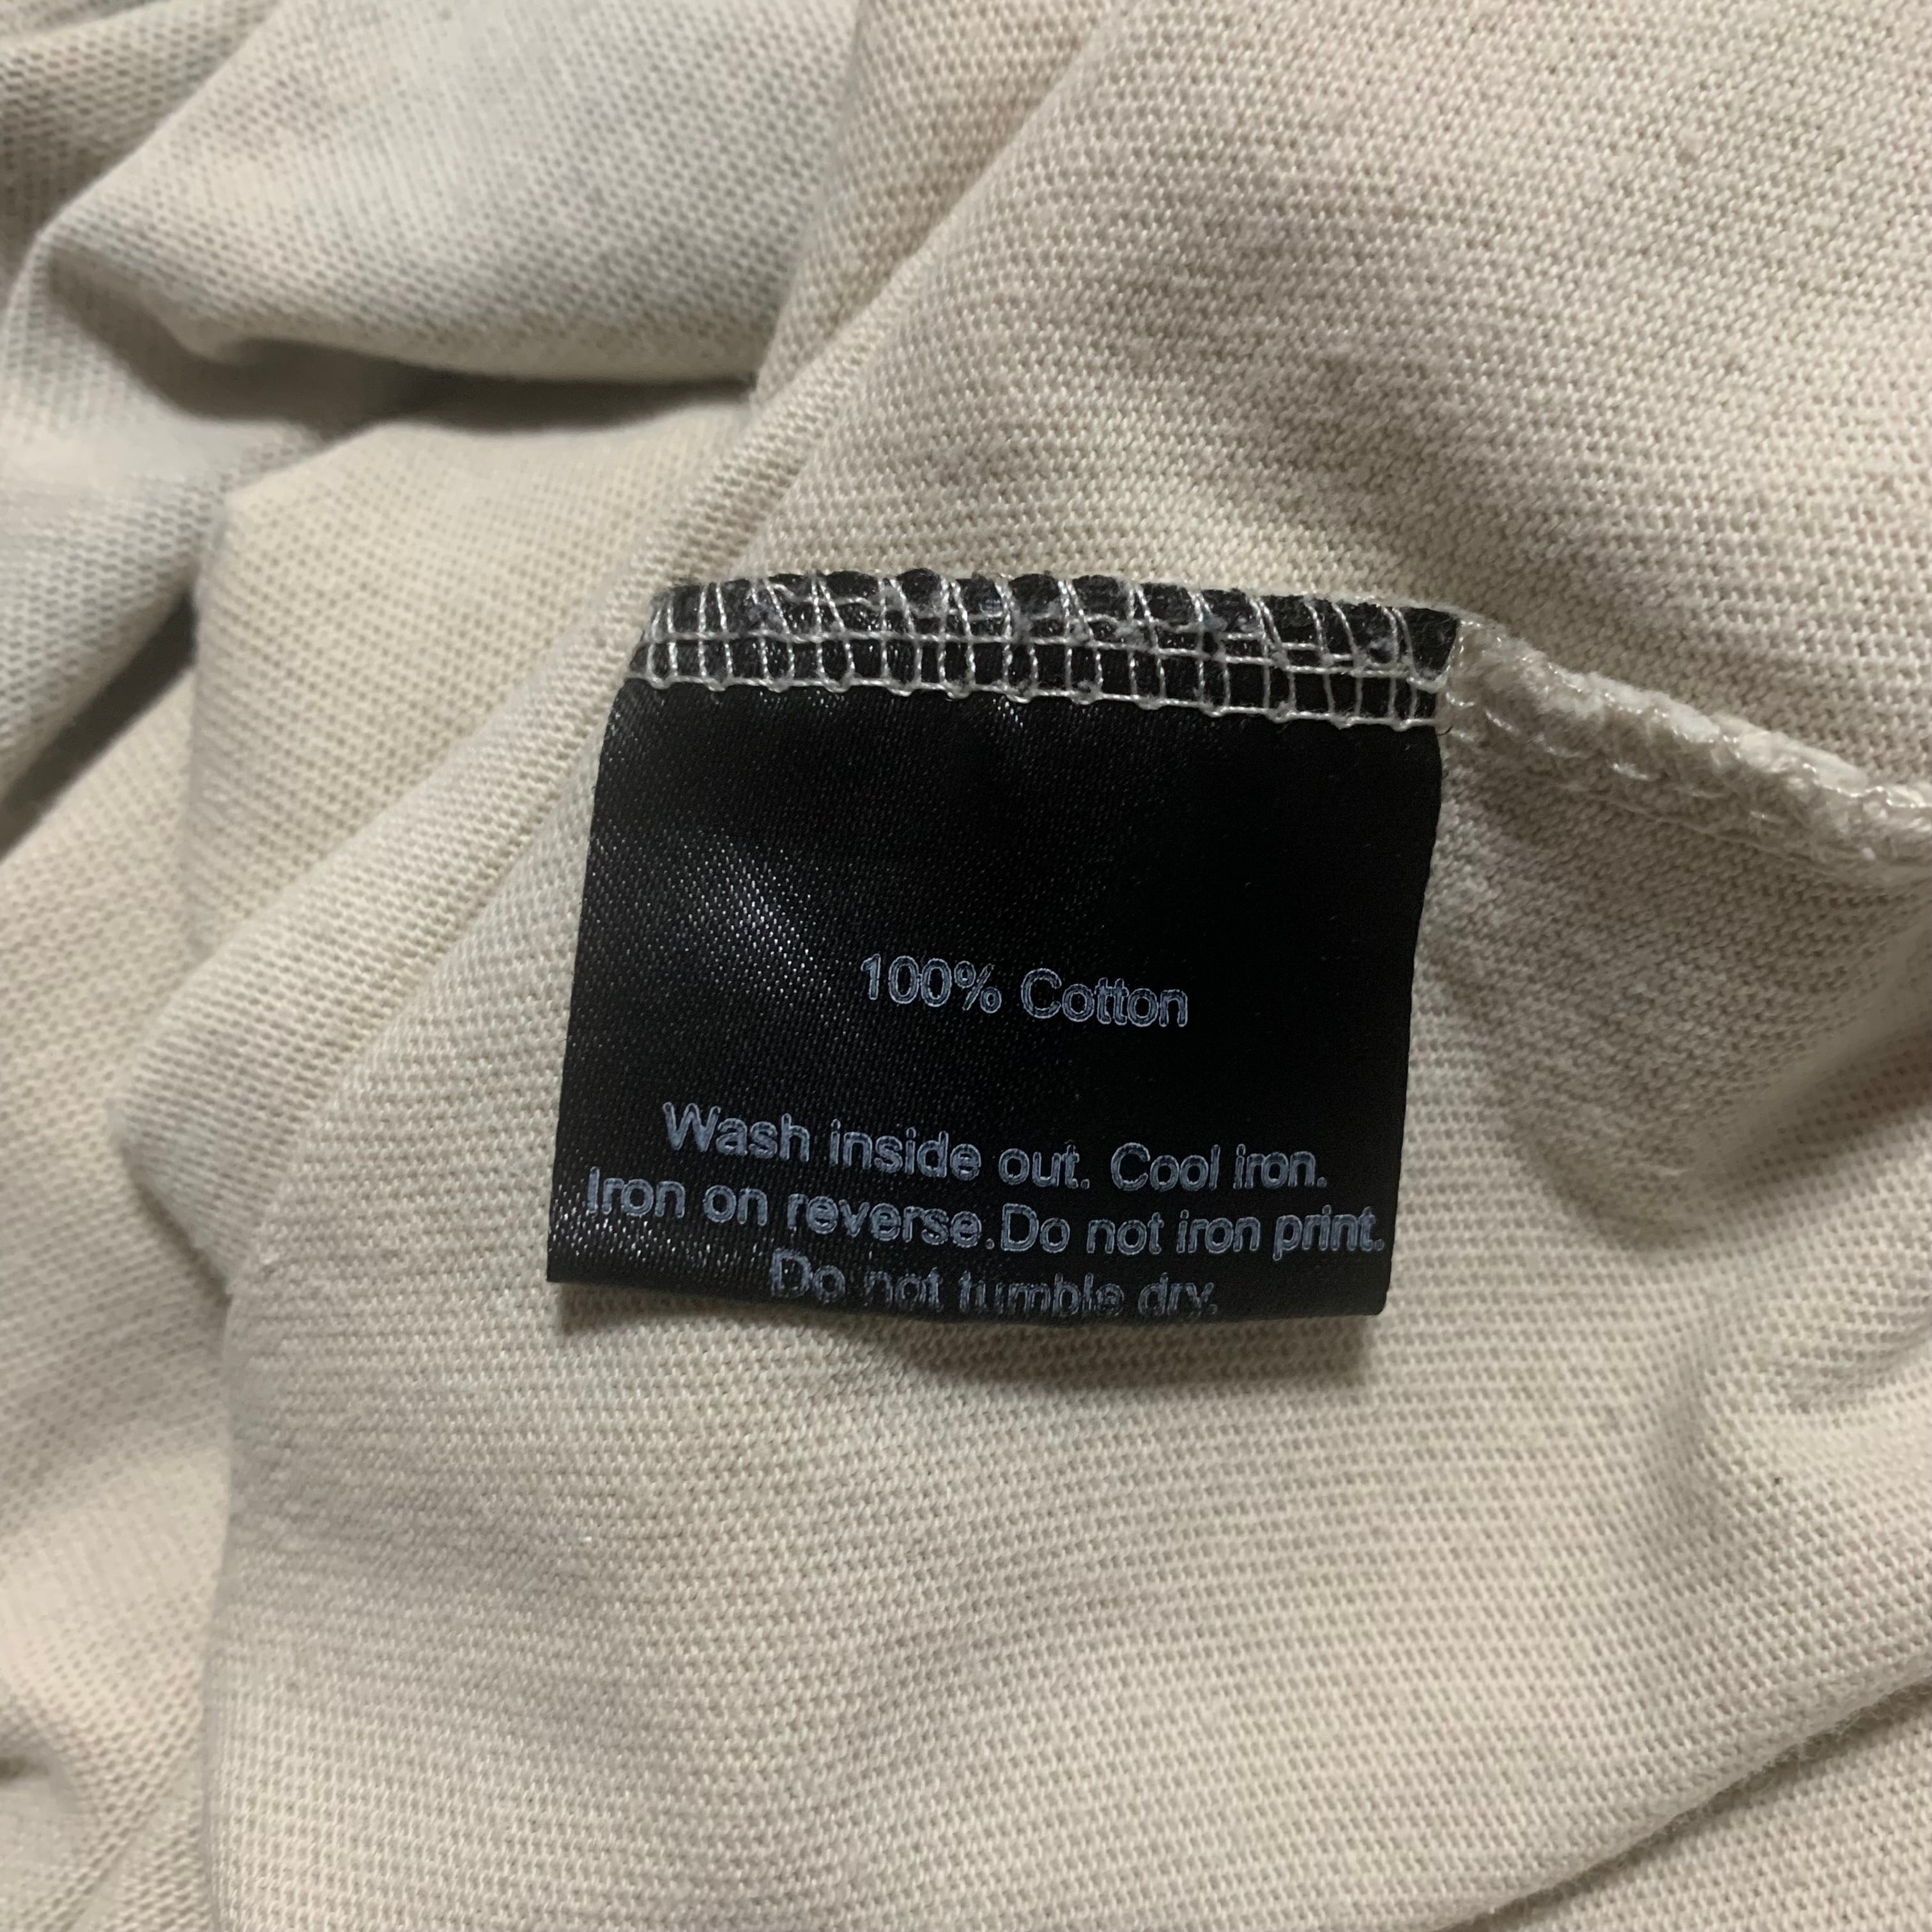 100% Cotton
Wash inside out. Cool iron.
Iron on reverse.Do not iron print.
Do not tumble dry.